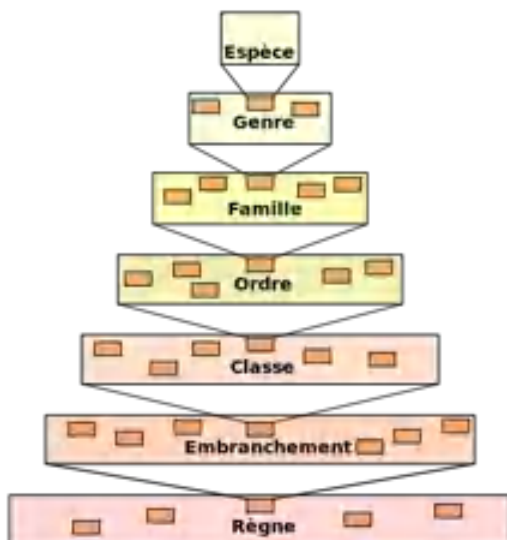 Espèce
Genre
Famille
Ordre
Classe
Embranchement
Règne